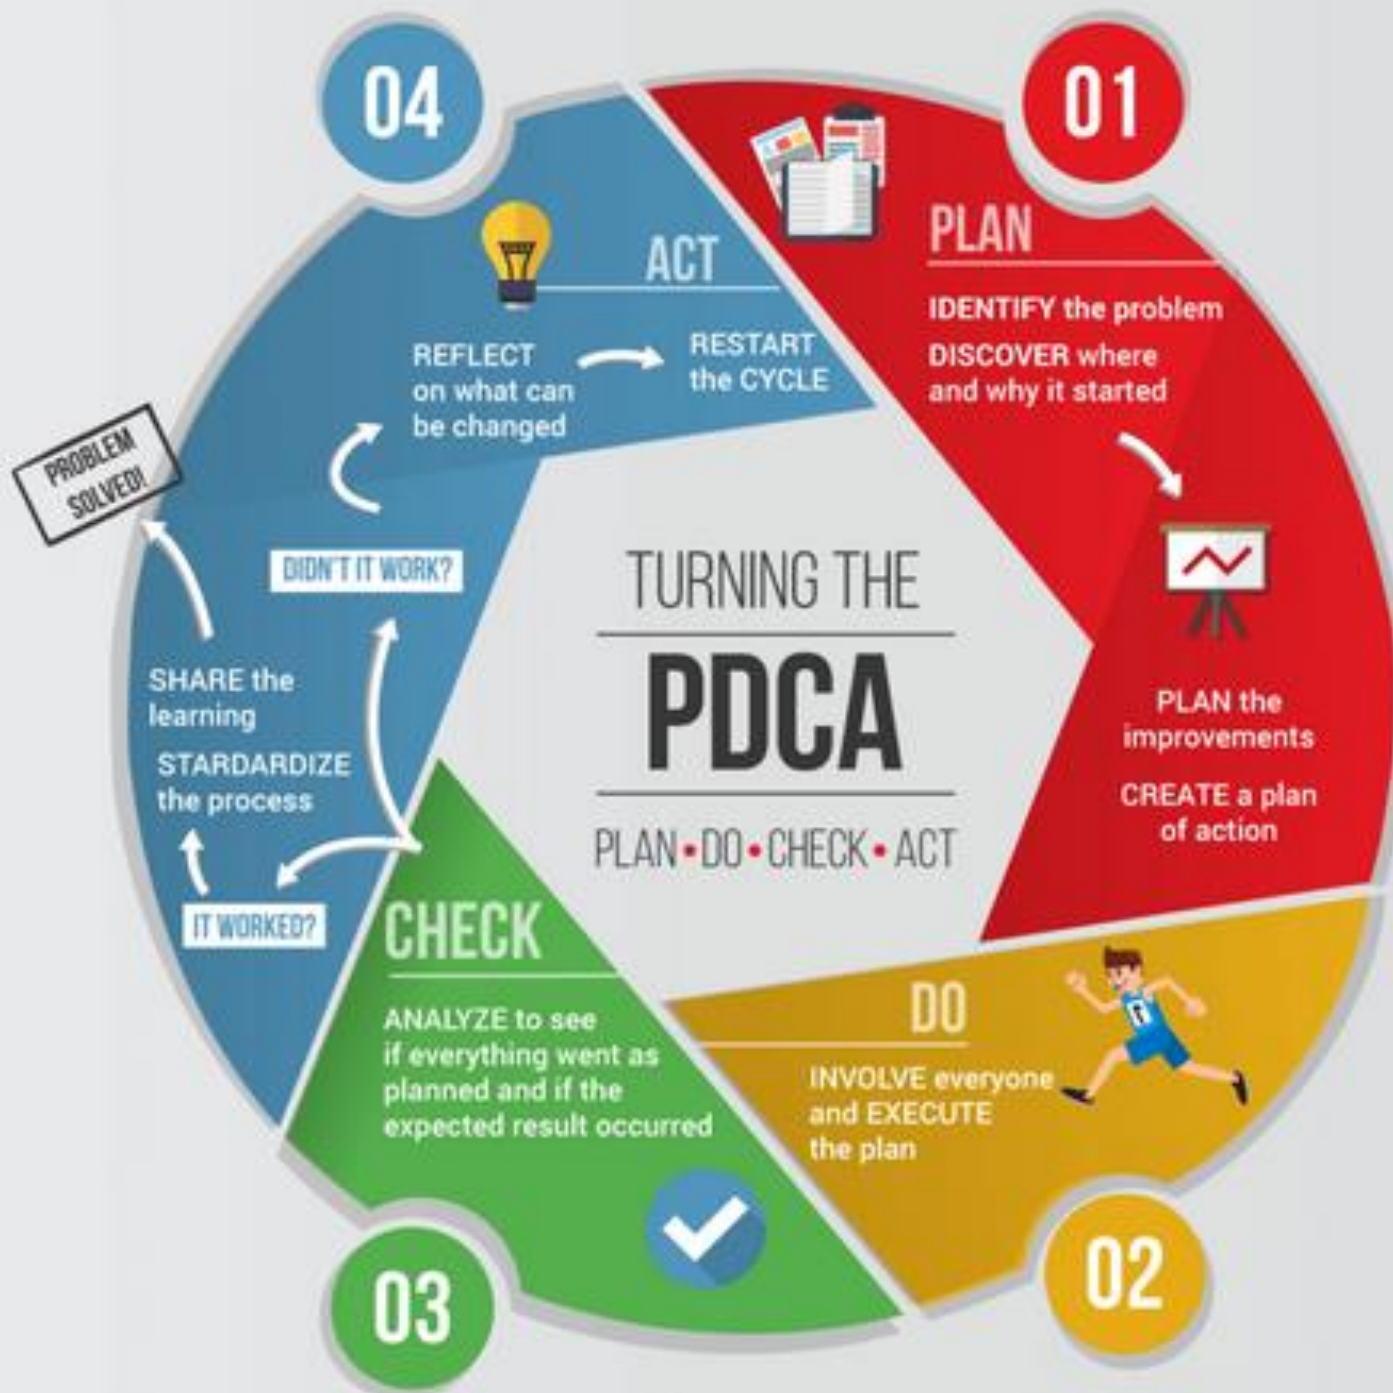 TURNING THE
PDCA
PLAN • DO • CHECK • ACT
01
PLAN
IDENTIFY the problem
DISCOVER where
and why it started
PLAN the
improvements
CREATE a plan
of action
02
DO
INVOLVE everyone
and EXECUTE
the plan
03
CHECK
ANALYZE to see
if everything went as
planned and if the
expected result occurred
04
ACT
DIDN'T IT WORK?
REFLECT
on what can
be changed
RESTART
the CYCLE
IT WORKED?
STARDARDIZE
the process
SHARE the
learning
PROBLEM
SOLVED!